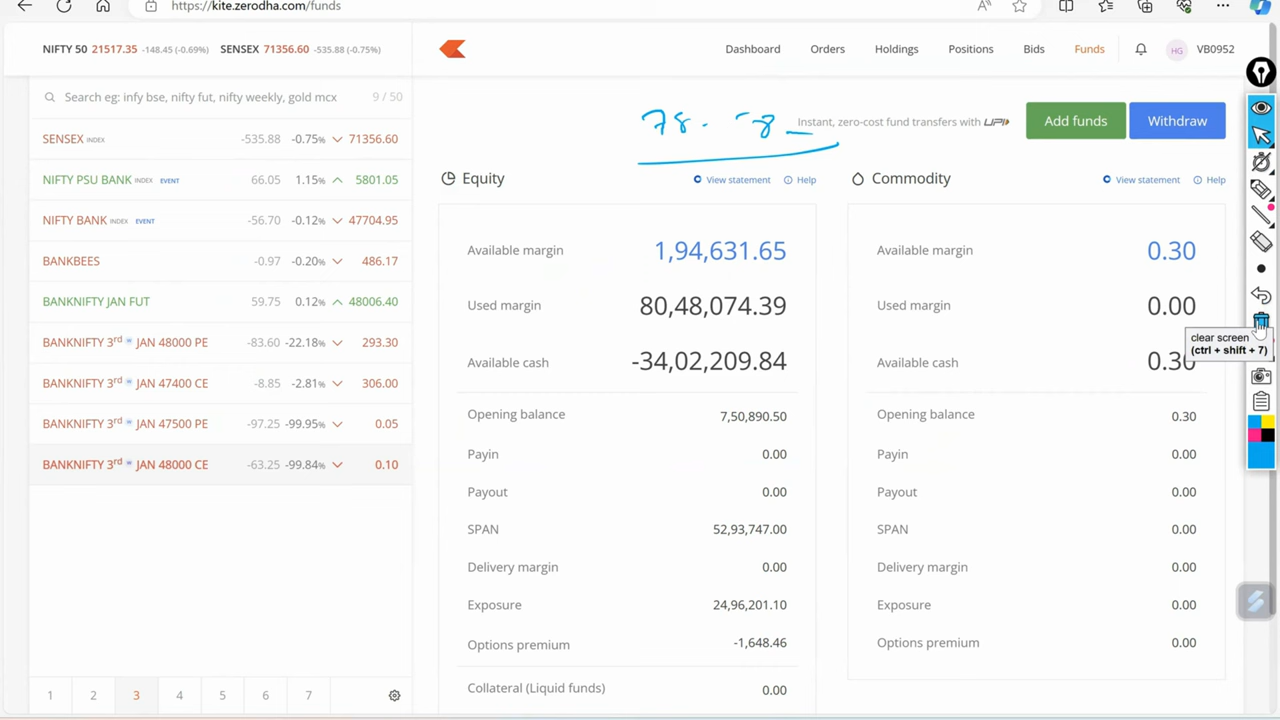 https://kite.zerodha.com/funds
NIFTY 50 21517.35 -148.45 (-0.69%) SENSEX 71356.60 -535.88 (-0.75%)
Dashboard Orders Holdings Positions Bids Funds HG VB0952
Search eg: infy bse, nifty fut, nifty weekly, gold mcx 9 / 50
SENSEX INDEX -535.88 -0.75% 71356.60
NIFTY PSU BANK INDEX EVENT 66.05 1.15% 5801.05
NIFTY BANK INDEX EVENT -56.70 -0.12% 47704.95
BANKBEES -0.97 -0.20% 486.17
BANKNIFTY JAN FUT 59.75 0.12% 48006.40
BANKNIFTY 3rd w JAN 48000 PE -83.60 -22.18% 293.30
BANKNIFTY 3rd w JAN 47400 CE -8.85 -2.81% 306.00
BANKNIFTY 3rd w JAN 47500 PE -97.25 -99.95% 0.05
BANKNIFTY 3rd w JAN 48000 CE -63.25 -99.84% 0.10
1 2 3 4 5 6 7
78.
Instant, zero-cost fund transfers with UPI
Add funds Withdraw
Equity View statement Help
Available margin 1,94,631.65
Used margin 80,48,074.39
Available cash -34,02,209.84
Opening balance 7,50,890.50
Payin 0.00
Payout 0.00
SPAN 52,93,747.00
Delivery margin 0.00
Exposure 24,96,201.10
Options premium -1,648.46
Collateral (Liquid funds) 0.00
Commodity View statement Help
Available margin 0.30
Used margin 0.00
Available cash 0.30
Opening balance 0.30
Payin 0.00
Payout 0.00
SPAN 0.00
Delivery margin 0.00
Exposure 0.00
Options premium 0.00
clear screen
(ctrl + shift + 7)